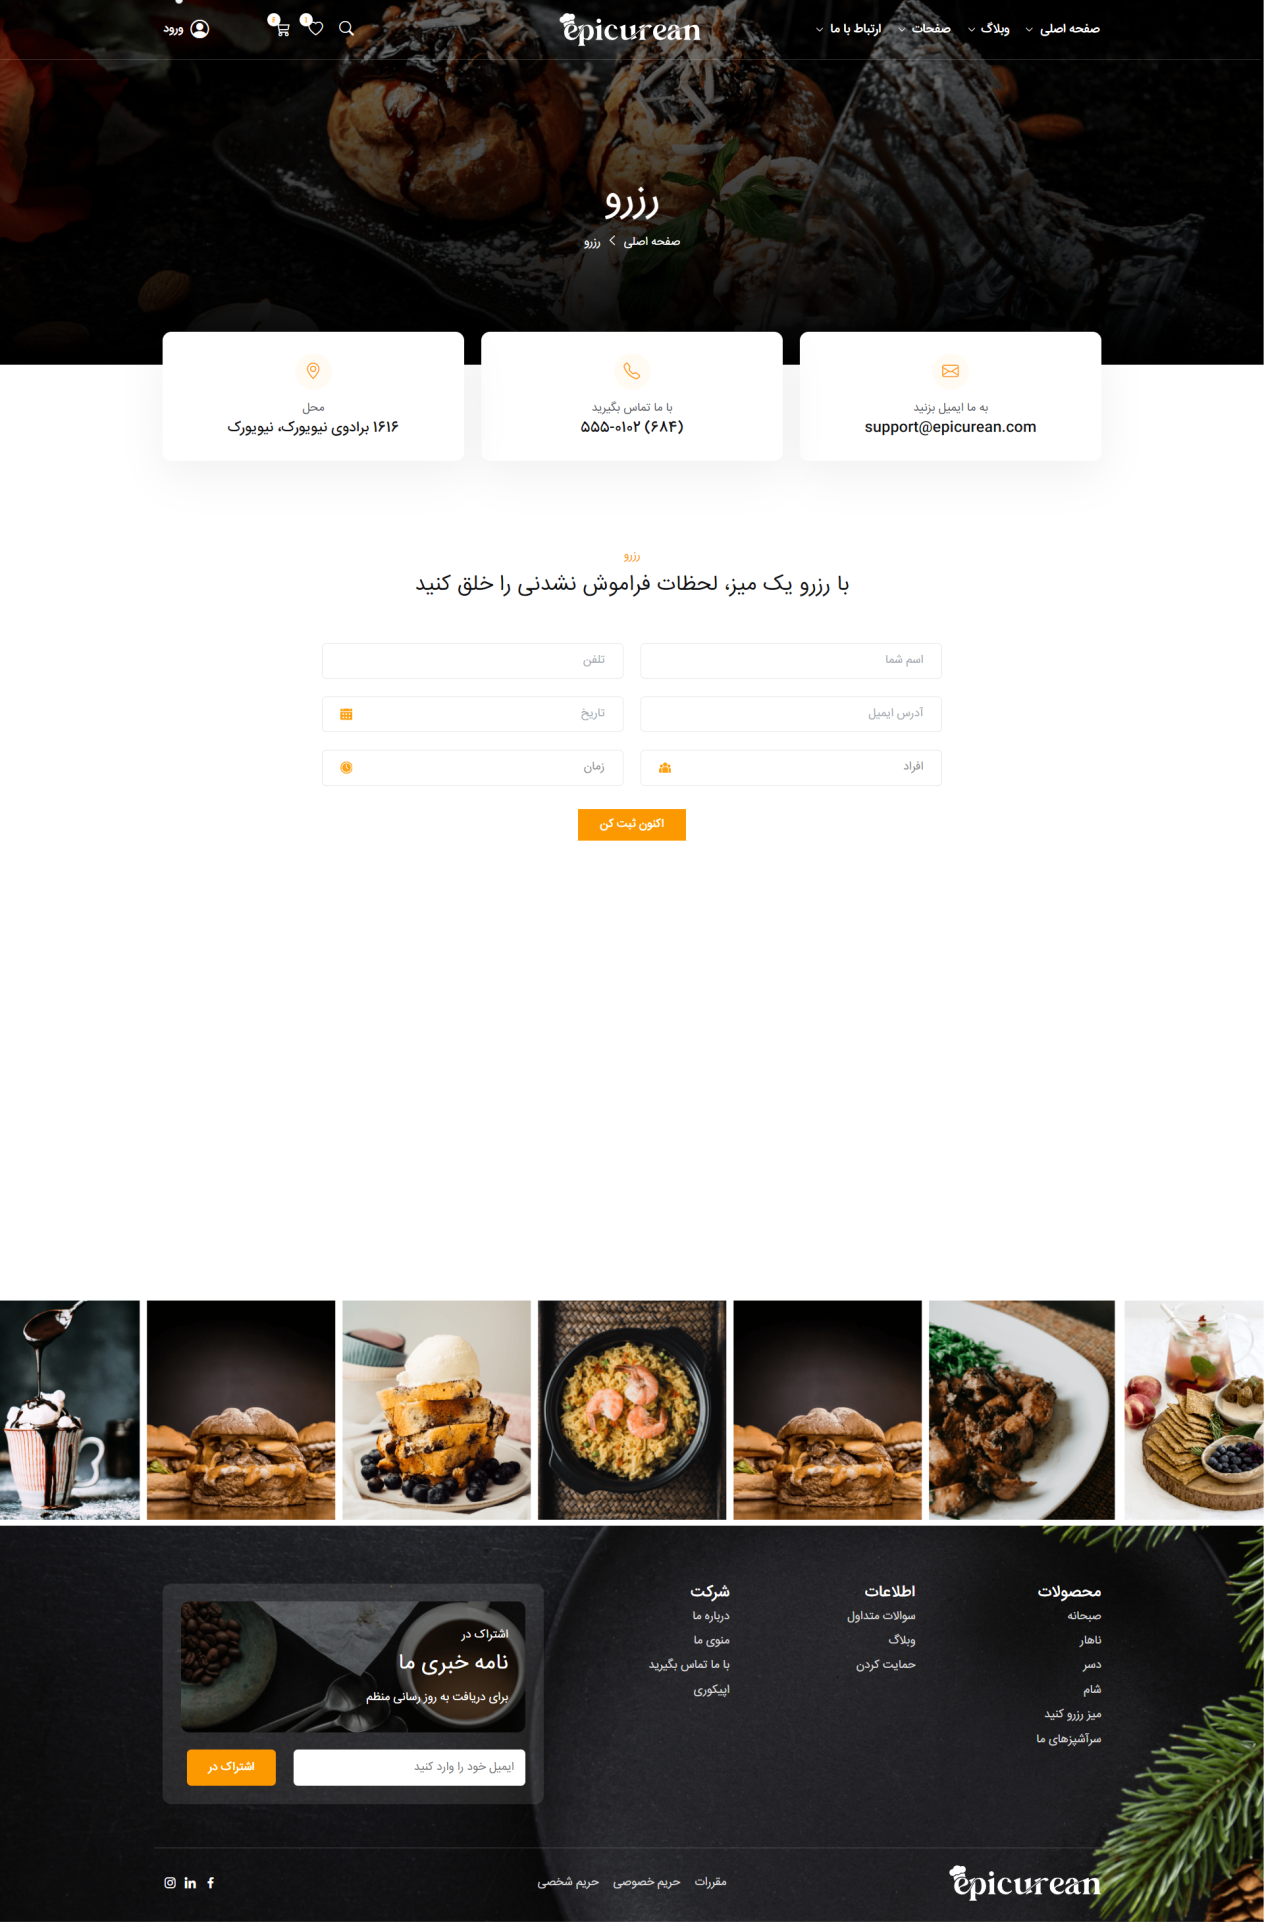 صفحه اصلی
وبلاگ
صفحات
ارتباط با ما
epicurean
ورود
رزرو
صفحه اصلی
رزرو
به ما ایمیل بزنید
support@epicurean.com
با ما تماس بگیرید
(۶۸۴) ۵۵۵-۰۱۰۲
محل
۱۶۱۶ برادوی نیویورک، نیویورک
رزرو
با رزرو یک میز، لحظات فراموش نشدنی را خلق کنید
اسم شما
تلفن
آدرس ایمیل
تاریخ
افراد
زمان
اکنون ثبت کن
محصولات
صبحانه
ناهار
دسر
شام
میز رزرو کنید
سرآشپزهای ما
اطلاعات
سوالات متداول
وبلاگ
حمایت کردن
شرکت
درباره ما
منوی ما
با ما تماس بگیرید
اپیکوری
اشتراک در
نامه خبری ما
برای دریافت به روز رسانی منظم
ایمیل خود را وارد کنید
اشتراک در
epicurean
مقررات
حریم خصوصی
حریم شخصی